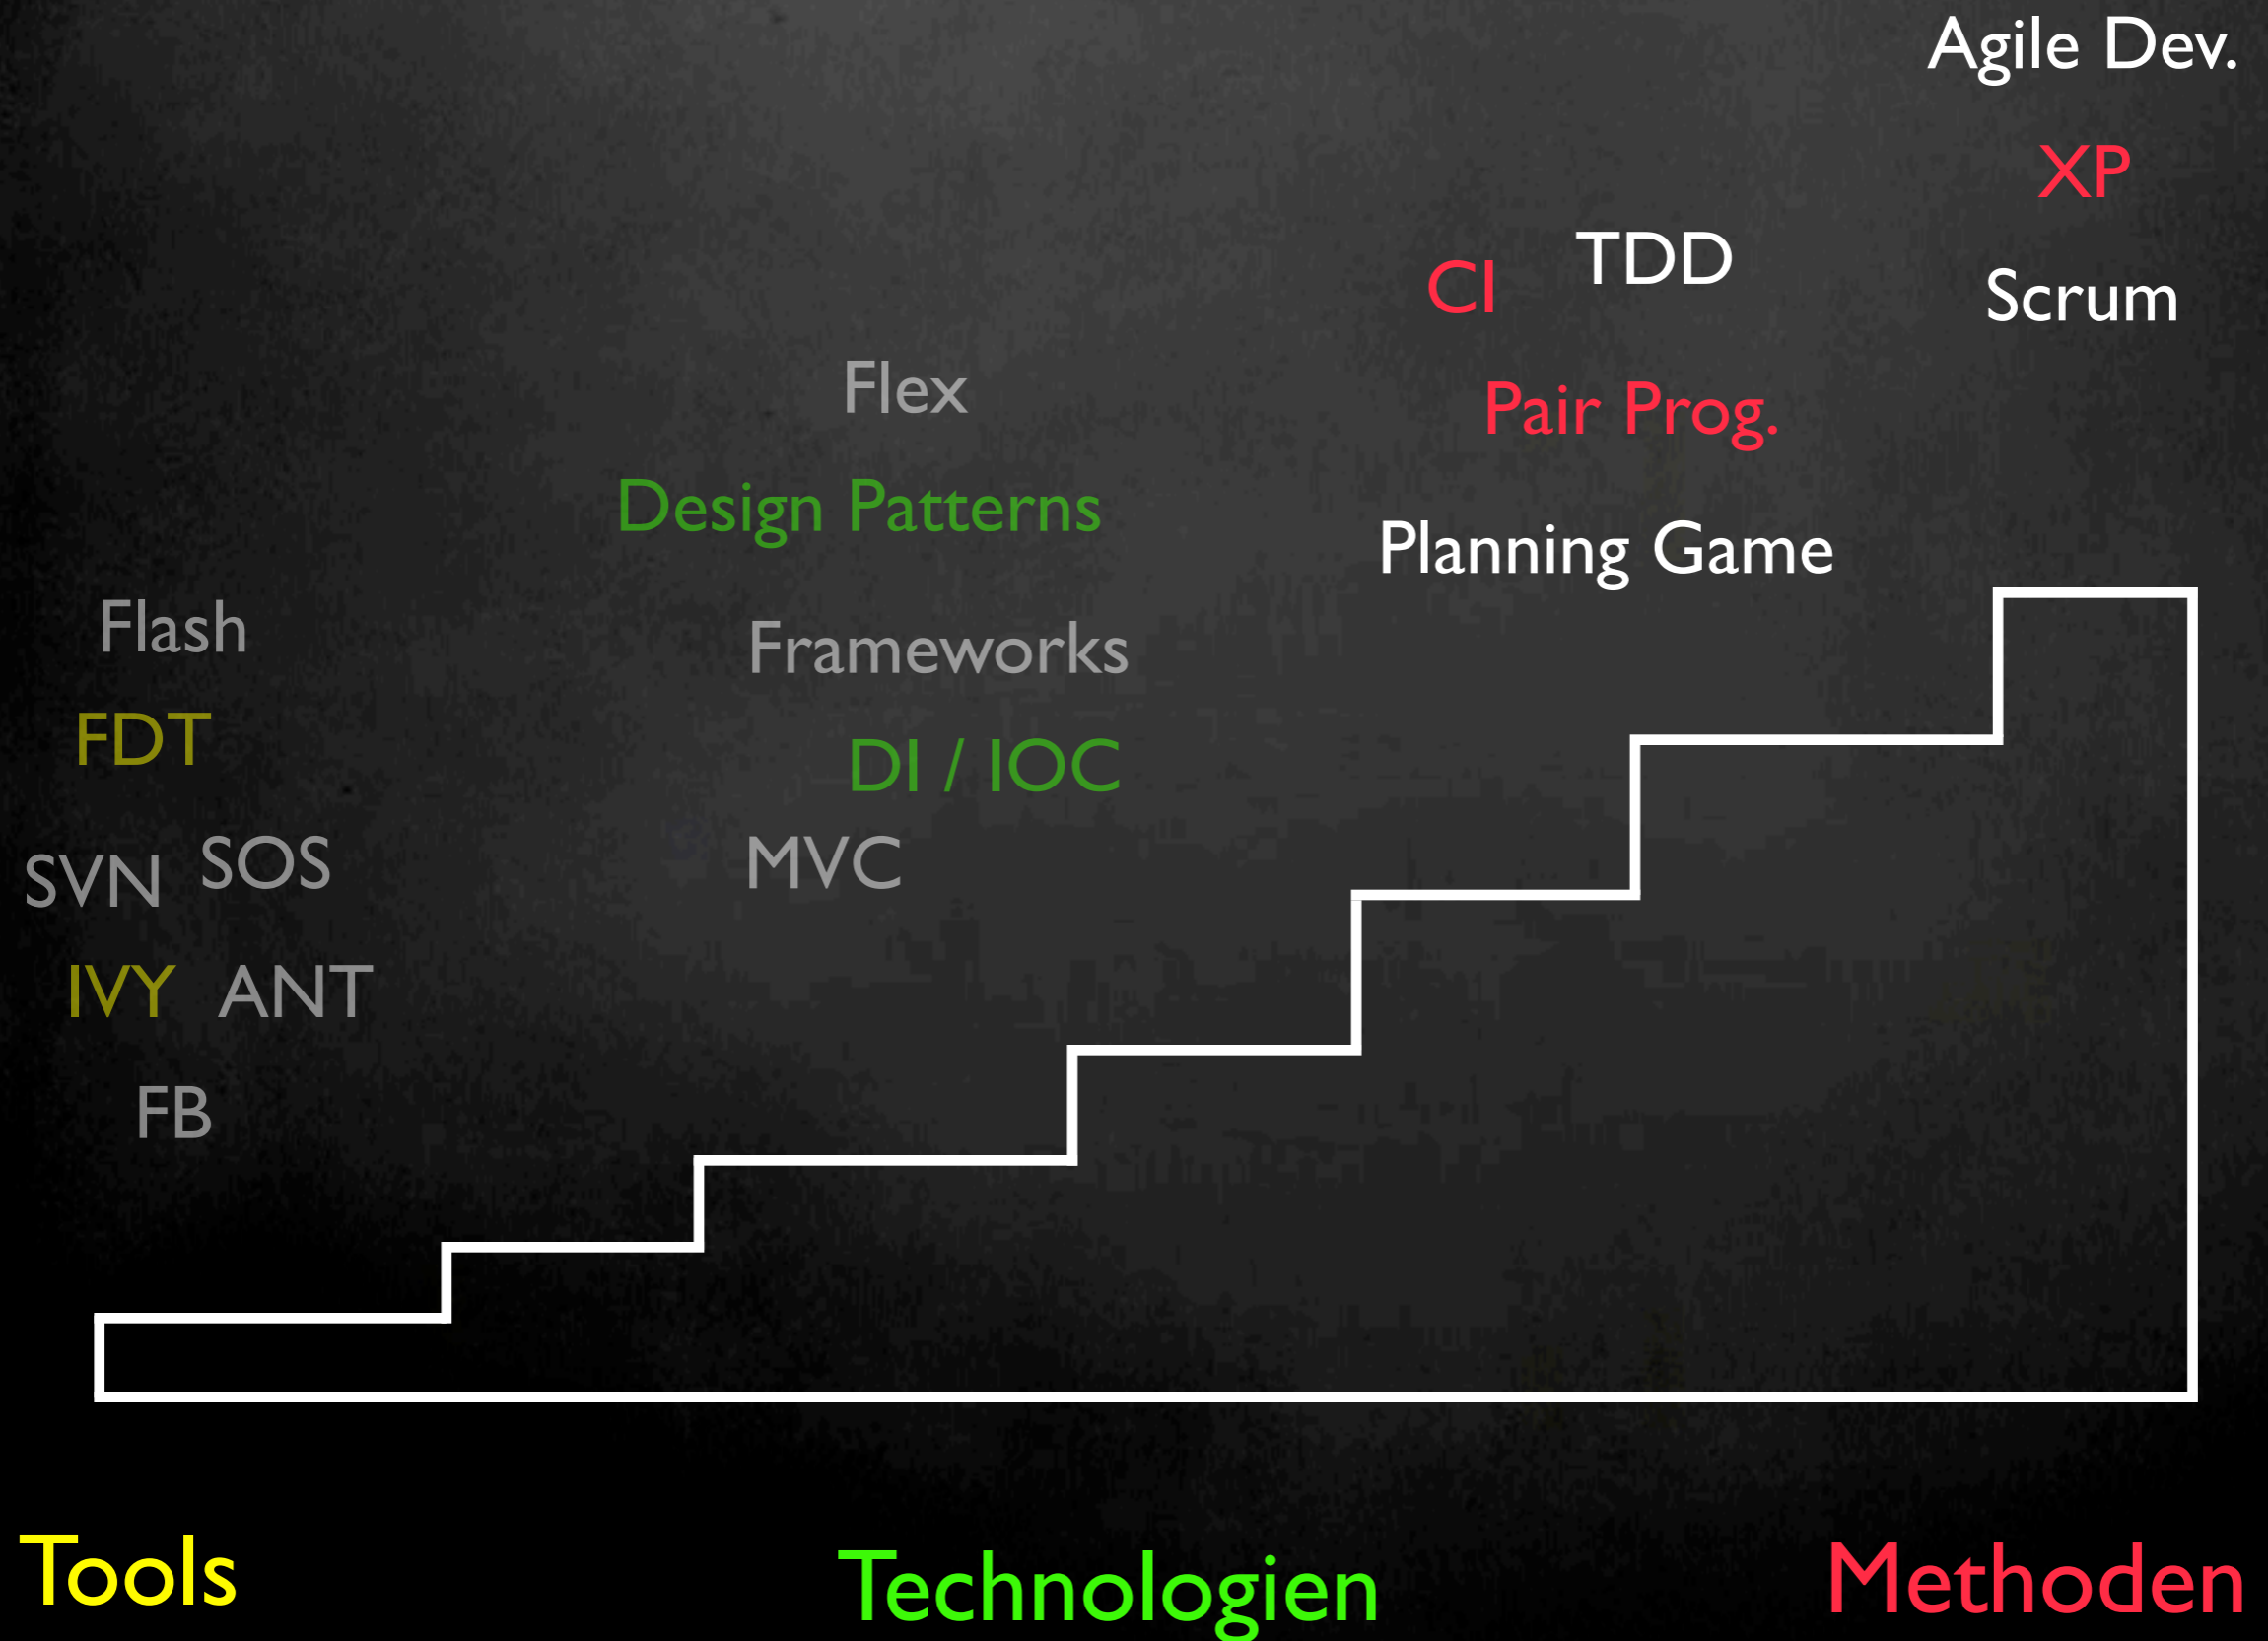 Agile Dev.
XP
TDD
CI
Scrum
Flex
Pair Prog.
Design Patterns
Planning Game
Flash
Frameworks
FDT
DI / IOC
SVN SOS
MVC
IVY ANT
FB
Tools
Technologien
Methoden